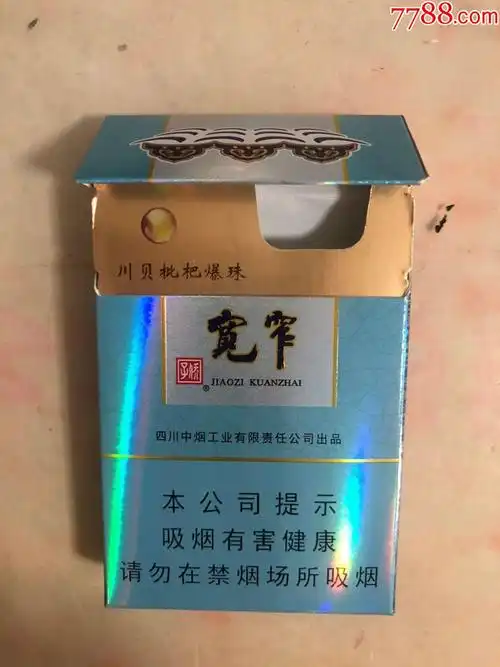 7788.com
川贝枇杷爆珠
宽窄
娇子
®
JIAOZI KUANZHAI
四川中烟工业有限责任公司出品
本公司提示
吸烟有害健康
请勿在禁烟场所吸烟